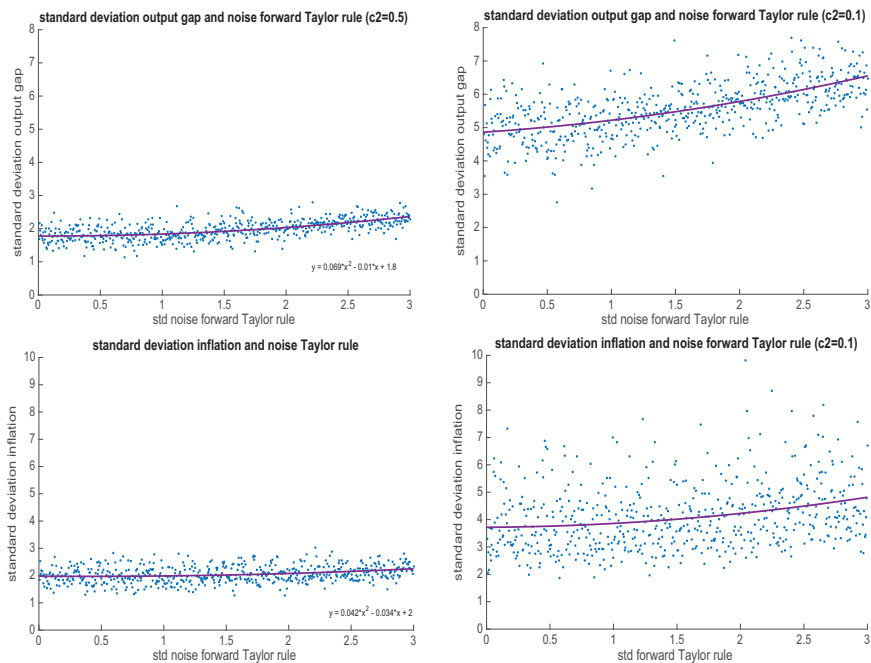 standard deviation output gap and noise forward Taylor rule (c2=0.5)
8
7
6
5
4
3
2
1
0
standard deviation output gap
y = 0.069*x² - 0.01*x + 1.8
0 0.5 1 1.5 2 2.5 3
std noise forward Taylor rule
standard deviation output gap and noise forward Taylor rule (c2=0.1)
8
7
6
5
4
3
2
1
0
standard deviation output gap
0 0.5 1 1.5 2 2.5 3
std noise forward Taylor rule
standard deviation inflation and noise Taylor rule
10
9
8
7
6
5
4
3
2
1
0
standard deviation inflation
y = 0.042*x² - 0.034*x + 2
0 0.5 1 1.5 2 2.5 3
std noise forward Taylor rule
standard deviation inflation and noise forward Taylor rule (c2=0.1)
10
9
8
7
6
5
4
3
2
1
0
standard deviation inflation
0 0.5 1 1.5 2 2.5 3
std forward Taylor rule